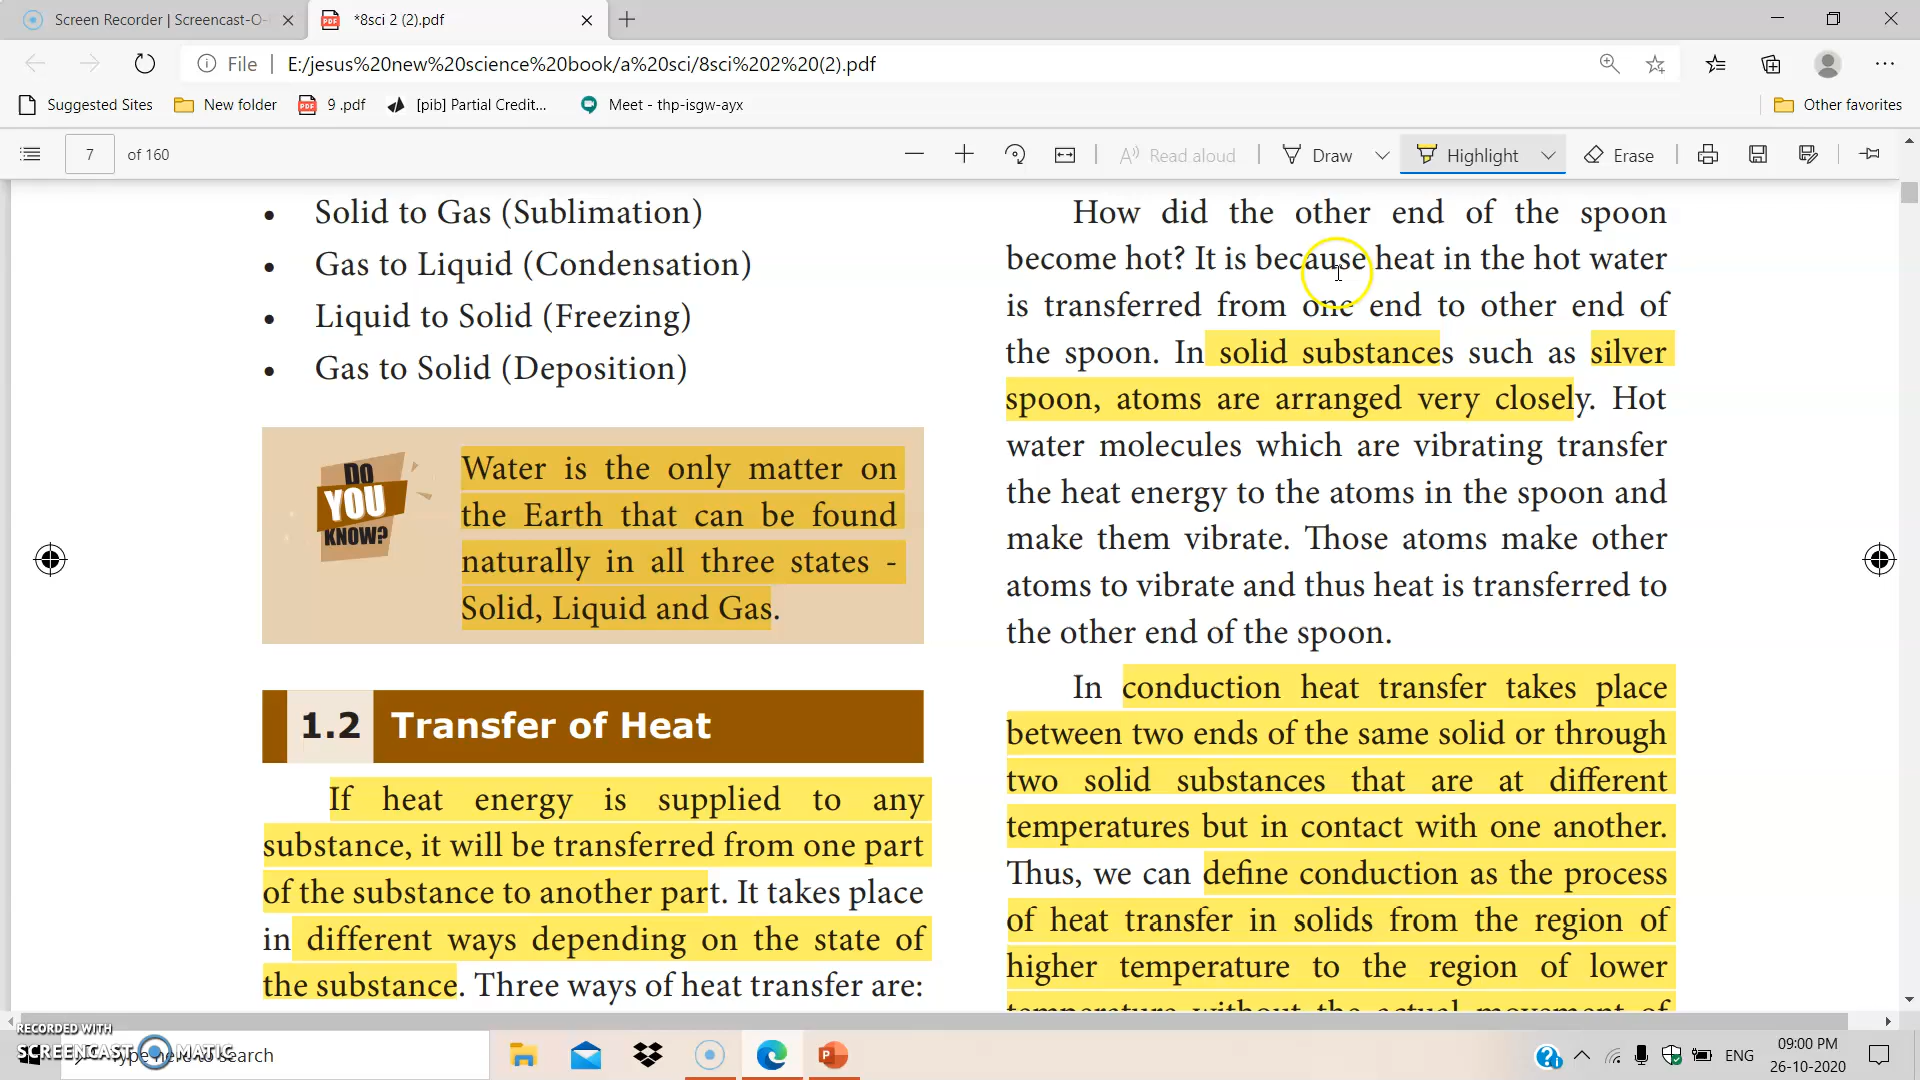 Screen Recorder | Screencast-O-
*8sci 2 (2).pdf
File
E:/jesus%20new%20science%20book/a%20sci/8sci%202%20(2).pdf
Suggested Sites
New folder
9 .pdf
[pib] Partial Credit...
Meet - thp-isgw-ayx
Other favorites
7 of 160
Read aloud
Draw
Highlight
Erase
• Solid to Gas (Sublimation)
• Gas to Liquid (Condensation)
• Liquid to Solid (Freezing)
• Gas to Solid (Deposition)
DO
YOU
KNOW?
Water is the only matter on
the Earth that can be found
naturally in all three states -
Solid, Liquid and Gas.
1.2 Transfer of Heat
If heat energy is supplied to any
substance, it will be transferred from one part
of the substance to another part. It takes place
in different ways depending on the state of
the substance. Three ways of heat transfer are:
How did the other end of the spoon
become hot? It is because heat in the hot water
is transferred from one end to other end of
the spoon. In solid substances such as silver
spoon, atoms are arranged very closely. Hot
water molecules which are vibrating transfer
the heat energy to the atoms in the spoon and
make them vibrate. Those atoms make other
atoms to vibrate and thus heat is transferred to
the other end of the spoon.
In conduction heat transfer takes place
between two ends of the same solid or through
two solid substances that are at different
temperatures but in contact with one another.
Thus, we can define conduction as the process
of heat transfer in solids from the region of
higher temperature to the region of lower
temperature without the actual movement of
RECORDED WITH
SCREENCAST MATIC
Type here to search
ENG
09:00 PM
26-10-2020